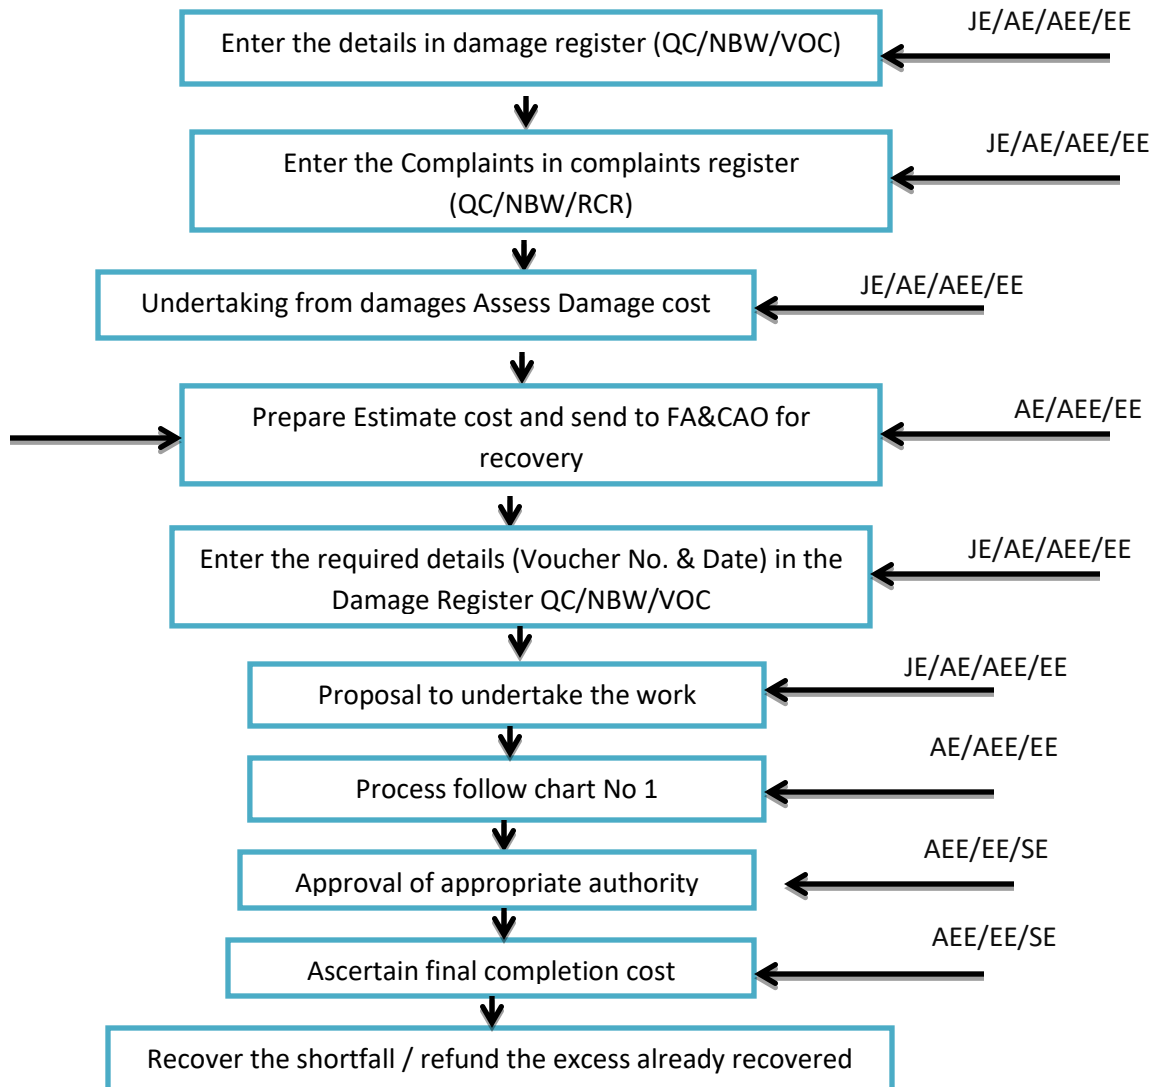 JE/AE/AEE/EE
Enter the details in damage register (QC/NBW/VOC)
JE/AE/AEE/EE
Enter the Complaints in complaints register
(QC/NBW/RCR)
JE/AE/AEE/EE
Undertaking from damages Assess Damage cost
AE/AEE/EE
Prepare Estimate cost and send to FA&CAO for
recovery
JE/AE/AEE/EE
Enter the required details (Voucher No. & Date) in the
Damage Register QC/NBW/VOC
JE/AE/AEE/EE
Proposal to undertake the work
AE/AEE/EE
Process follow chart No 1
AEE/EE/SE
Approval of appropriate authority
AEE/EE/SE
Ascertain final completion cost
Recover the shortfall / refund the excess already recovered